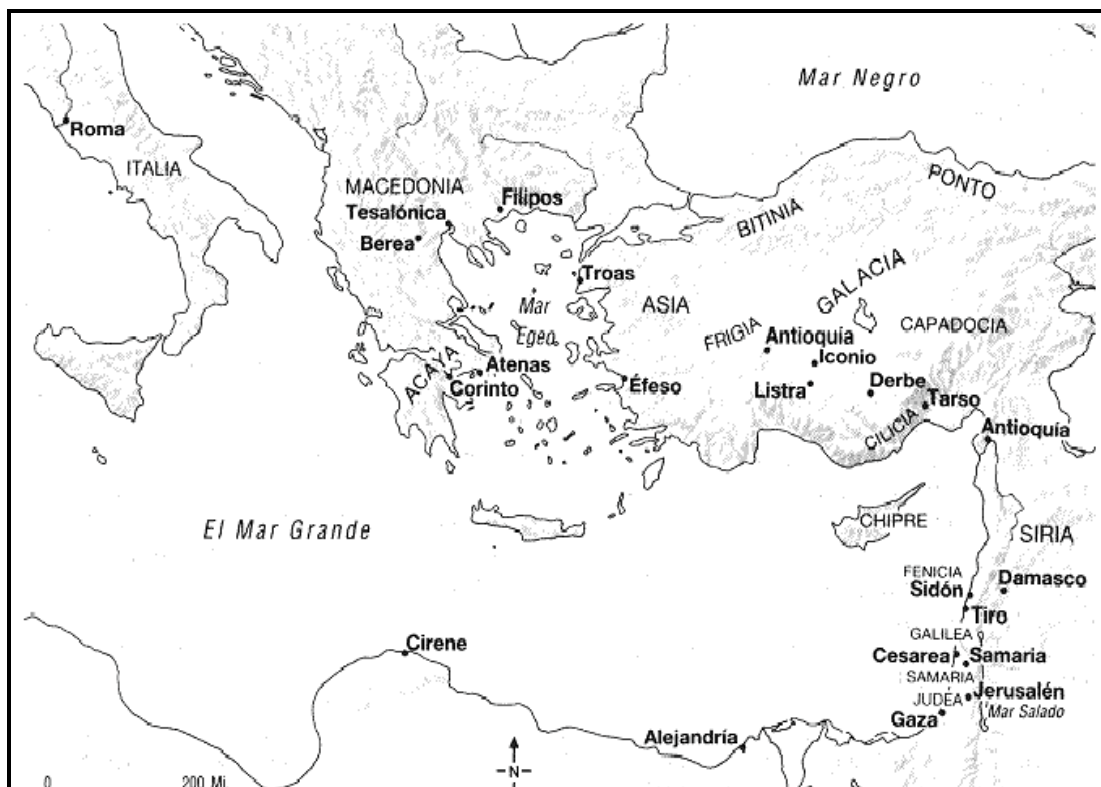 Mar Negro
Roma
ITALIA
PONTO
MACEDONIA
Filipos
Tesalónica
BITINIA
Berea
Troas
GALACIA
Mar
Egeo
ASIA
CAPADOCIA
FRIGIA
Antioquía
Iconio
ACAYA
Atenas
Corinto
Éfeso
Listra
Derbe
Tarso
CILICIA
Antioquía
El Mar Grande
CHIPRE
SIRIA
FENICIA
Damasco
Sidón
Tiro
GALILEA
Cirene
Cesarea
Samaria
SAMARIA
JUDÉA
Jerusalén
Mar Salado
Gaza
Alejandría
N
0 200 Mi.